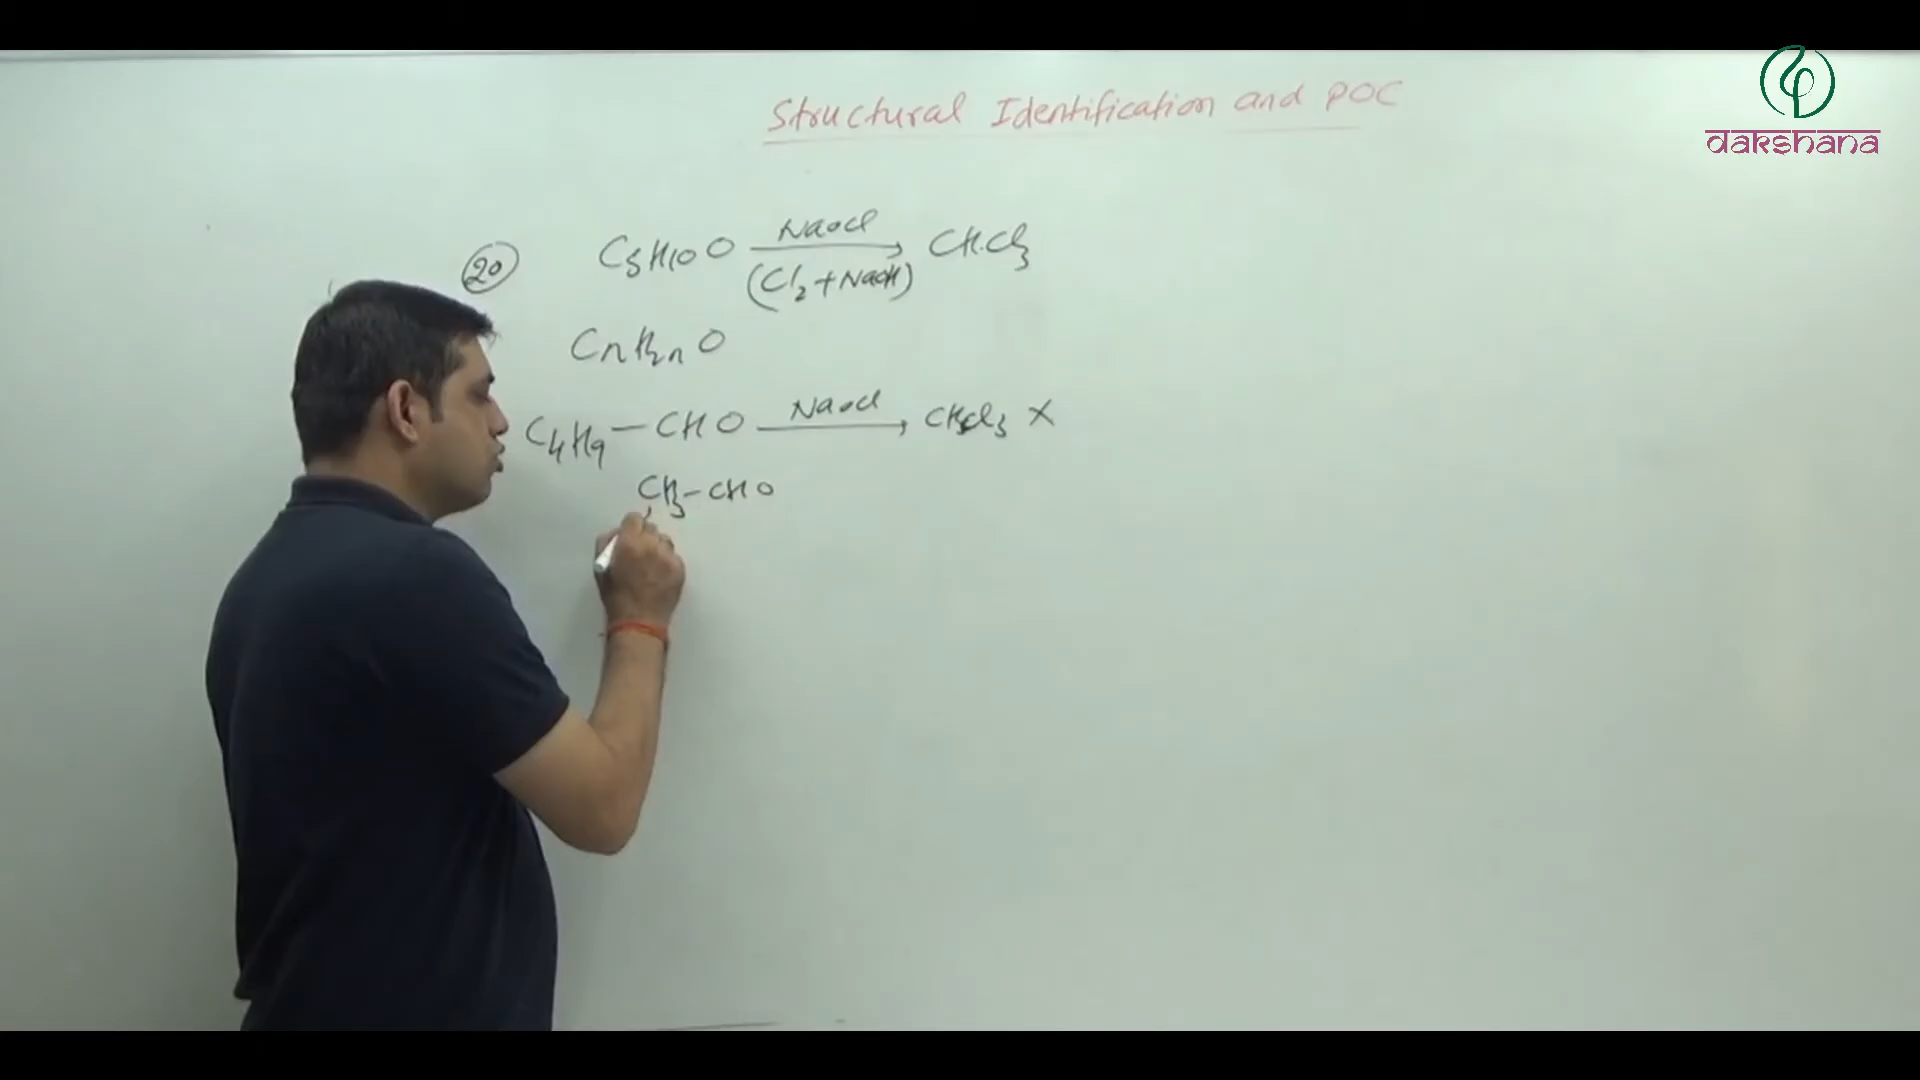 Structural Identification and POC
dakshana
20
C5H10O NaOCl CHCl3
(Cl2+NaOH)
CnH2nO
C4H9—CHO NaOCl CHCl3 X
CH3-CHO